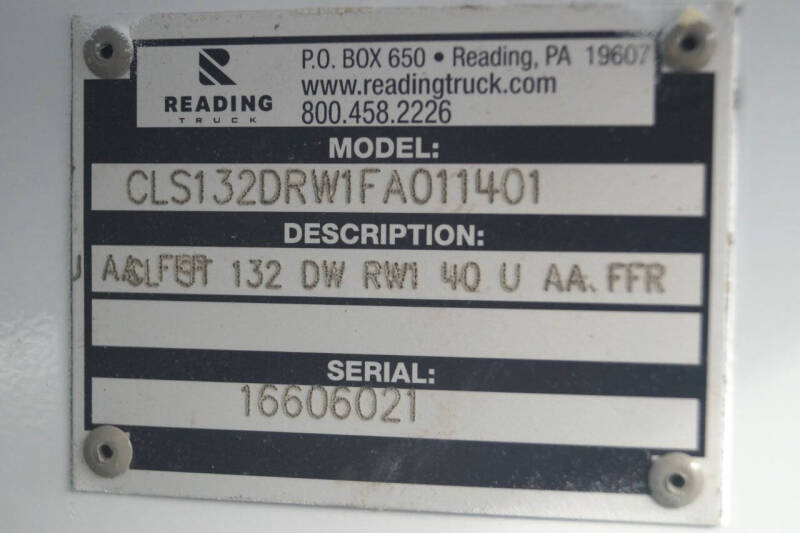 READING
TRUCK
P.O. BOX 650 • Reading, PA 19607
www.readingtruck.com
800.458.2226
MODEL:
CLS132DRW1FA011401
DESCRIPTION:
132 DW RW1 40 U AA. FFR
SERIAL:
16606021